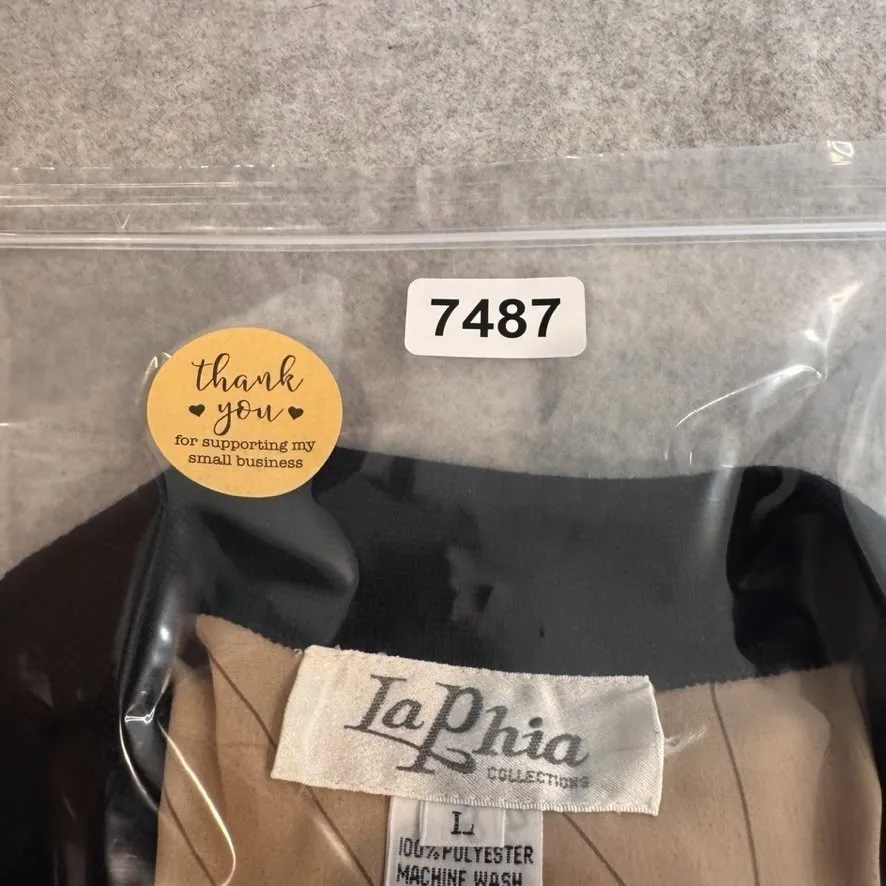 7487
thank
you
for supporting my
small business
LaPhia
COLLECTIONS
L
100% POLYESTER
MACHINE WASH